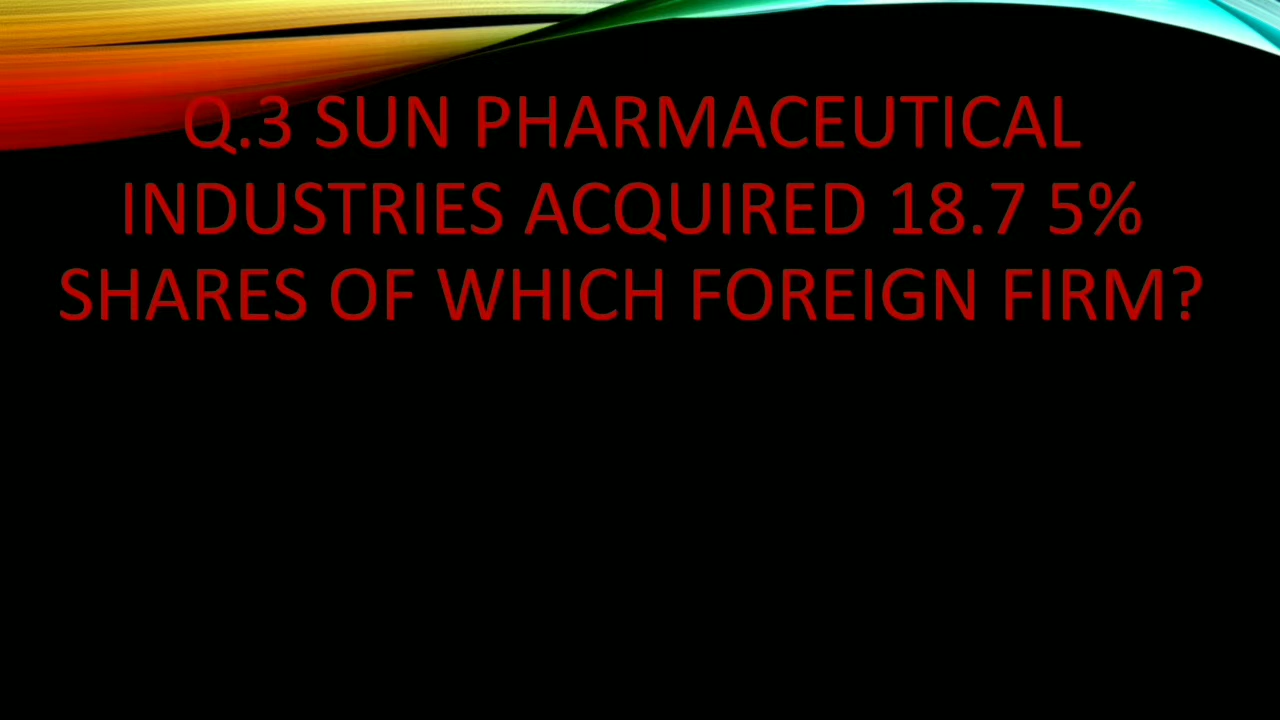 Q.3 SUN PHARMACEUTICAL
INDUSTRIES ACQUIRED 18.7 5%
SHARES OF WHICH FOREIGN FIRM?